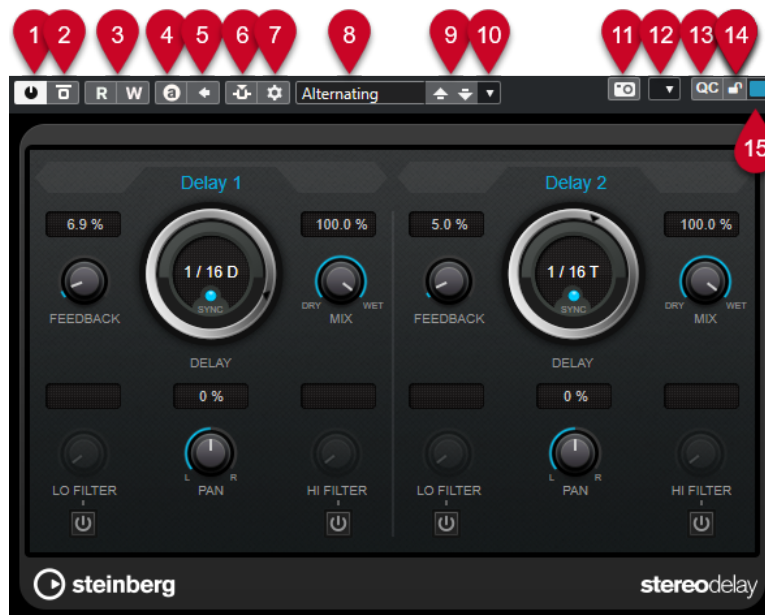 1 2 3 4 5 6 7 8 9 10 11 12 13 14
R W a Alternating QC
15
Delay 1 Delay 2
6.9 % 100.0 % 5.0 % 100.0 %
1 / 16 D 1 / 16 T
SYNC SYNC
DRY WET DRY WET
FEEDBACK MIX FEEDBACK MIX
DELAY DELAY
0 % 0 %
L R L R
LO FILTER PAN HI FILTER LO FILTER PAN HI FILTER
steinberg stereodelay